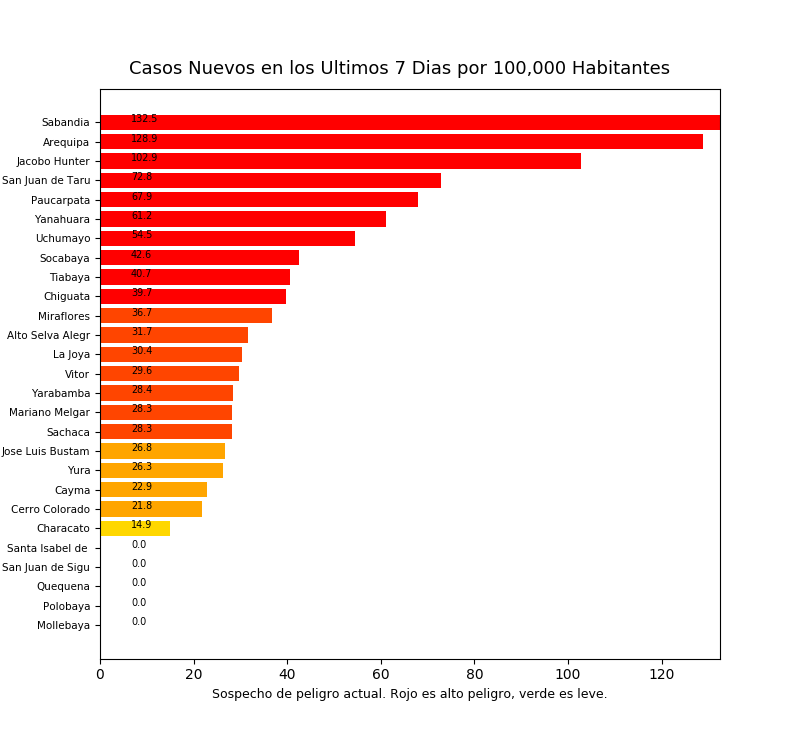 Casos Nuevos en los Ultimos 7 Dias por 100,000 Habitantes
Sabandia 132.5
Arequipa 128.9
Jacobo Hunter 102.9
San Juan de Taru 72.8
Paucarpata 67.9
Yanahuara 61.2
Uchumayo 54.5
Socabaya 42.6
Tiabaya 40.7
Chiguata 39.7
Miraflores 36.7
Alto Selva Alegr 31.7
La Joya 30.4
Vitor 29.6
Yarabamba 28.4
Mariano Melgar 28.3
Sachaca 28.3
Jose Luis Bustam 26.8
Yura 26.3
Cayma 22.9
Cerro Colorado 21.8
Characato 14.9
Santa Isabel de 0.0
San Juan de Sigu 0.0
Quequena 0.0
Polobaya 0.0
Mollebaya 0.0
0 20 40 60 80 100 120
Sospecho de peligro actual. Rojo es alto peligro, verde es leve.